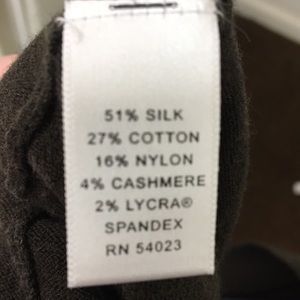 51% SILK
27% COTTON
16% NYLON
4% CASHMERE
2% LYCRA®
SPANDEX
RN 54023